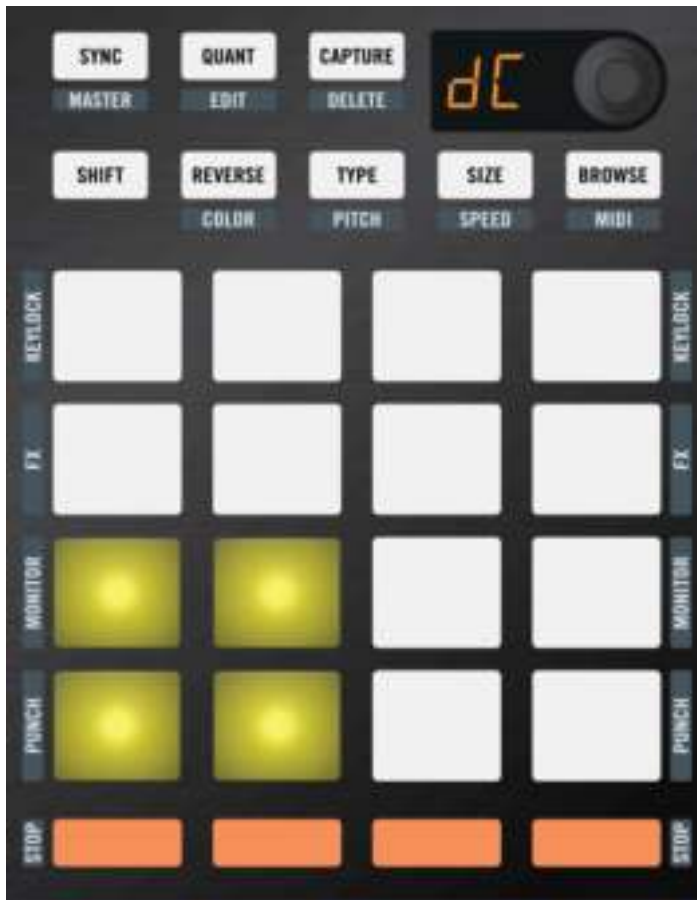 SYNC QUANT CAPTURE
MASTER EDIT DELETE
dC
SHIFT REVERSE TYPE SIZE BROWSE
COLOR PITCH SPEED MIDI
KEYLOCK KEYLOCK
FX FX
MONITOR MONITOR
PUNCH PUNCH
STOP STOP